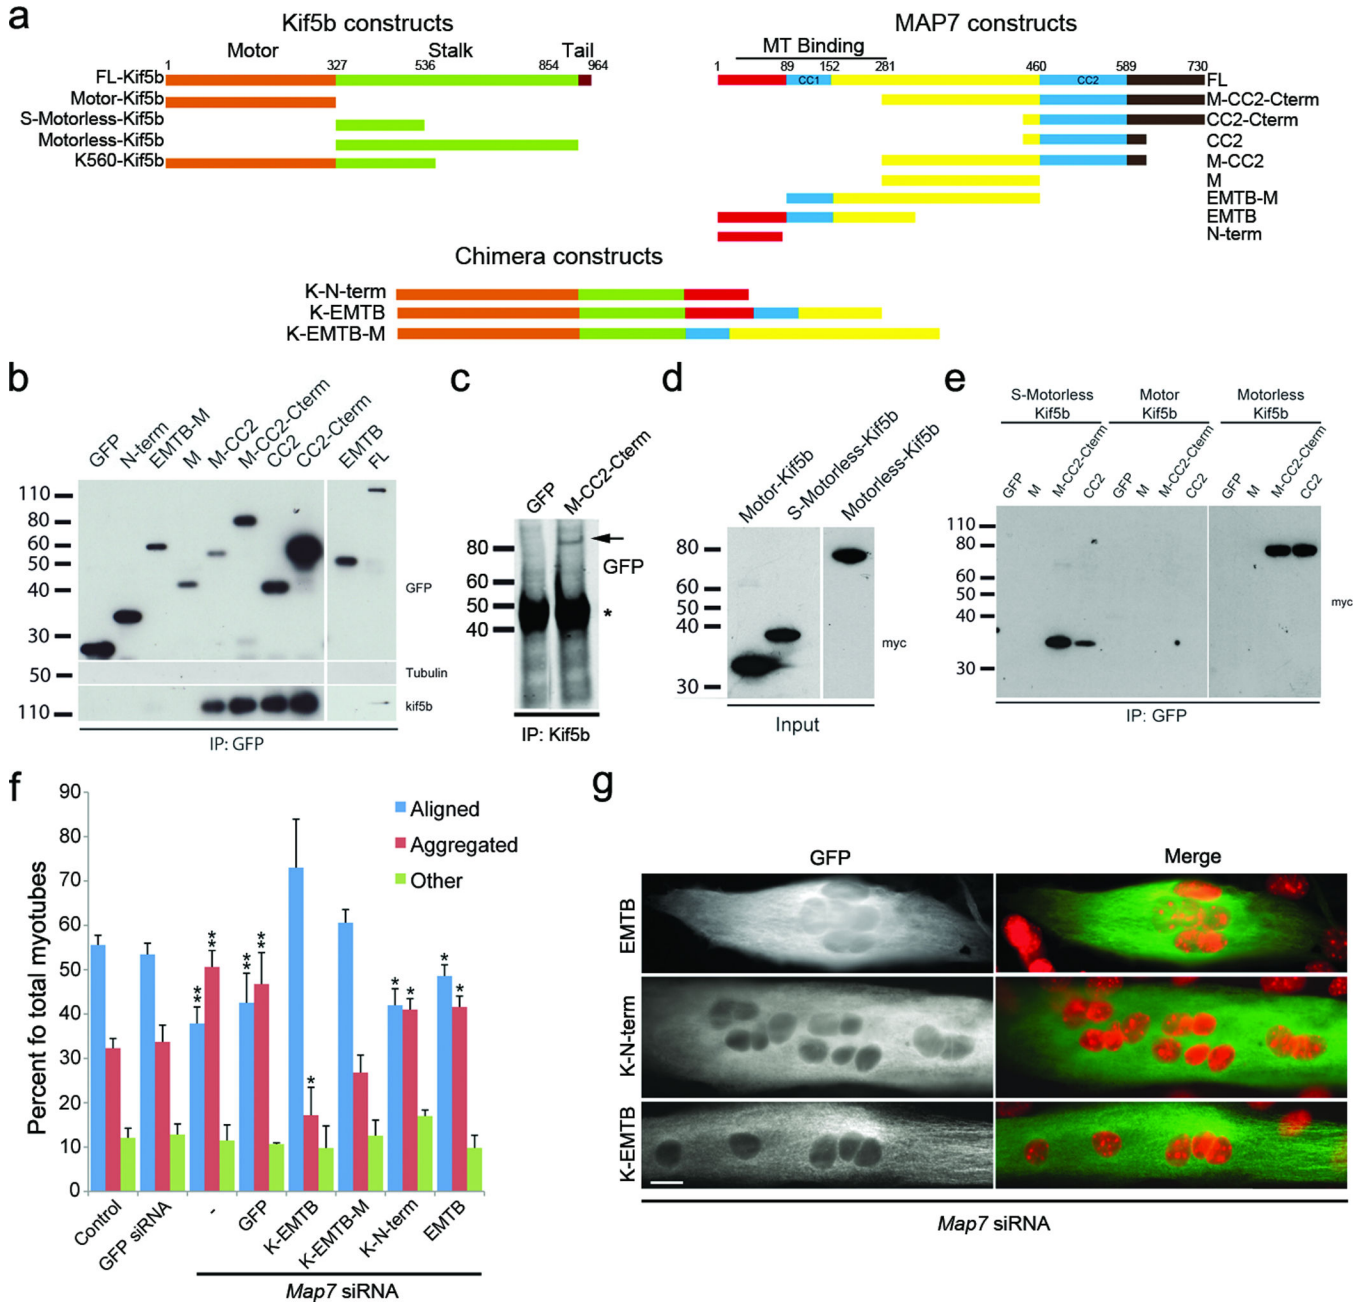 a
Kif5b constructs
Motor Stalk Tail
1 327 536 854 964
FL-Kif5b
Motor-Kif5b
S-Motorless-Kif5b
Motorless-Kif5b
K560-Kif5b
MAP7 constructs
MT Binding
1 89 152 281 460 589 730
CC1 CC2 FL
M-CC2-Cterm
CC2-Cterm
CC2
M-CC2
M
EMTB-M
EMTB
N-term
Chimera constructs
K-N-term
K-EMTB
K-EMTB-M
b
GFP N-term EMTB-M M M-CC2 M-CC2-Cterm CC2 CC2-Cterm EMTB FL
110
80
60
50
40
30
50
110
GFP
Tubulin
kif5b
IP: GFP
c
GFP M-CC2-Cterm
80
60
50
40
GFP
*
IP: Kif5b
d
Motor-Kif5b S-Motorless-Kif5b Motorless-Kif5b
80
60
50
40
30
myc
Input
e
S-Motorless Kif5b
Motor Kif5b
Motorless Kif5b
GFP M M-CC2-Cterm CC2 GFP M M-CC2-Cterm CC2 GFP M M-CC2-Cterm CC2
110
80
60
50
40
30
myc
IP: GFP
f
Percent fo total myotubes
90
80
70
60
50
40
30
20
10
0
Aligned
Aggregated
Other
** ** ** ** * * * * *
Control GFP siRNA - GFP K-EMTB K-EMTB-M K-N-term EMTB
Map7 siRNA
g
GFP Merge
EMTB
K-N-term
K-EMTB
Map7 siRNA